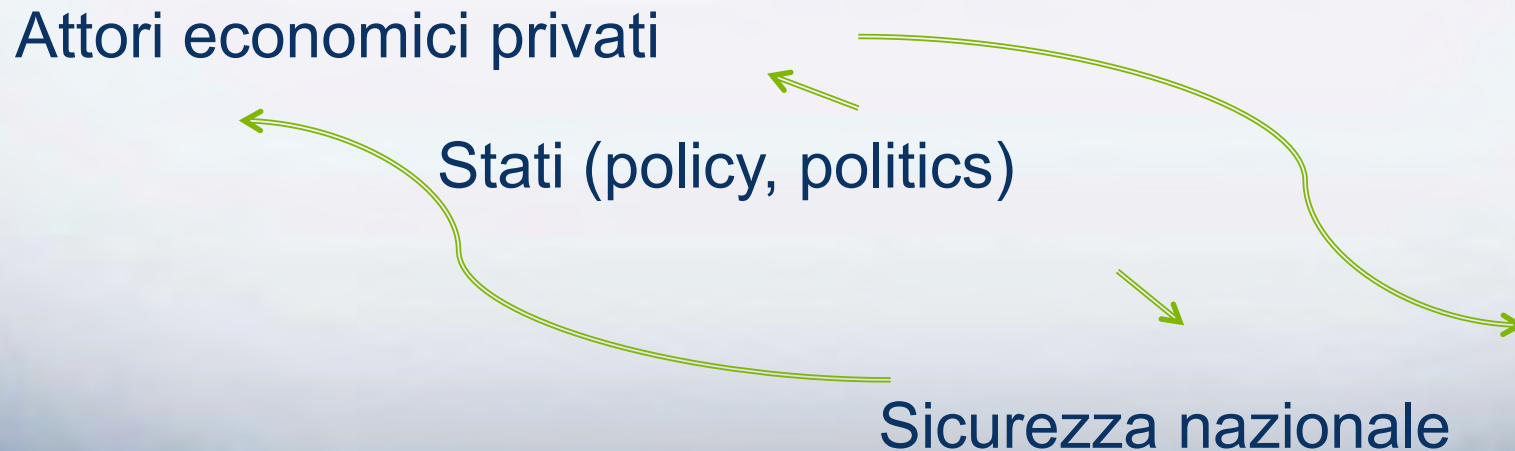 Attori economici privati
Stati (policy, politics)
Sicurezza nazionale